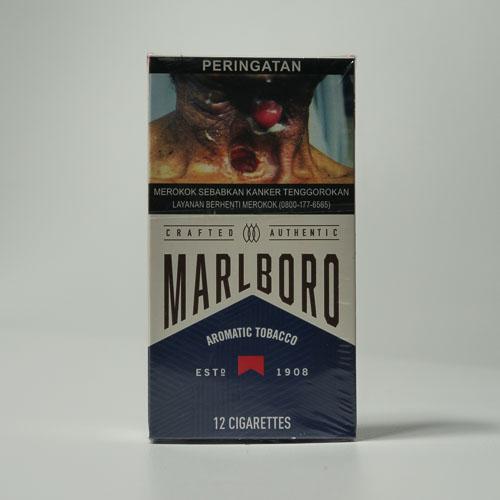 PERINGATAN
MEROKOK SEBABKAN KANKER TENGGOROKAN
LAYANAN BERHENTI MEROKOK (0800-177-6565)
CRAFTED AUTHENTIC
MARLBORO
AROMATIC TOBACCO
ESTD 1908
12 CIGARETTES